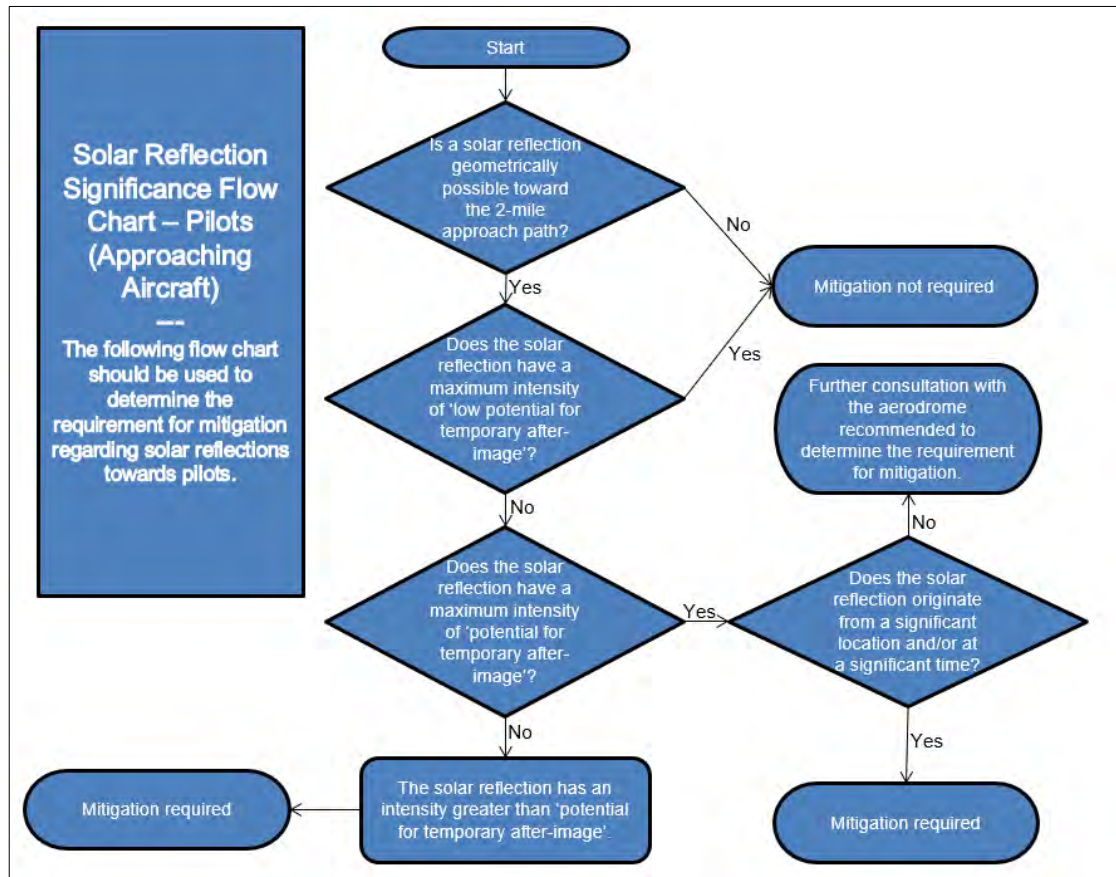 Solar Reflection
Significance Flow
Chart – Pilots
(Approaching
Aircraft)
---
The following flow chart
should be used to
determine the
requirement for mitigation
regarding solar reflections
towards pilots.
Start
Is a solar reflection
geometrically
possible toward
the 2-mile
approach path?
No
Mitigation not required
Yes
Does the solar
reflection have a
maximum intensity
of 'low potential for
temporary after-
image'?
Yes
Further consultation with
the aerodrome
recommended to
determine the requirement
for mitigation.
No
Does the solar
reflection have a
maximum intensity
of 'potential for
temporary after-
image'?
Yes
No
Does the solar
reflection originate
from a significant
location and/or at
a significant time?
No
Yes
The solar reflection has an
intensity greater than 'potential
for temporary after-image'.
Mitigation required
Mitigation required